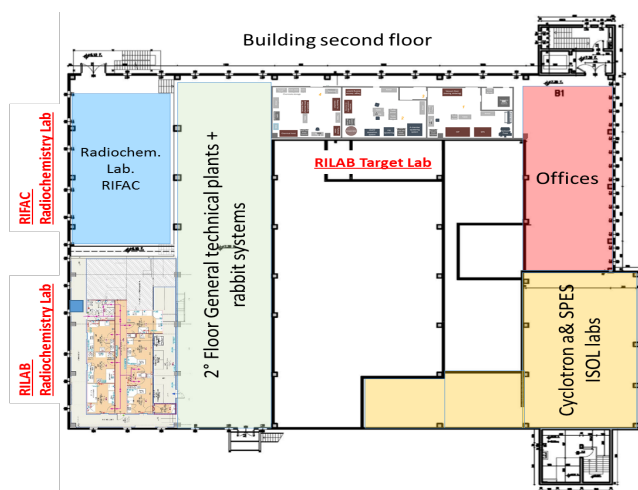 Building second floor
RIFAC
Radiochemistry Lab
Radiochem.
Lab.
RIFAC
2° Floor General technical plants +
rabbit systems
RILAB Target Lab
B1
Offices
RILAB
Radiochemistry Lab
Cyclotron a& SPES
ISOL labs